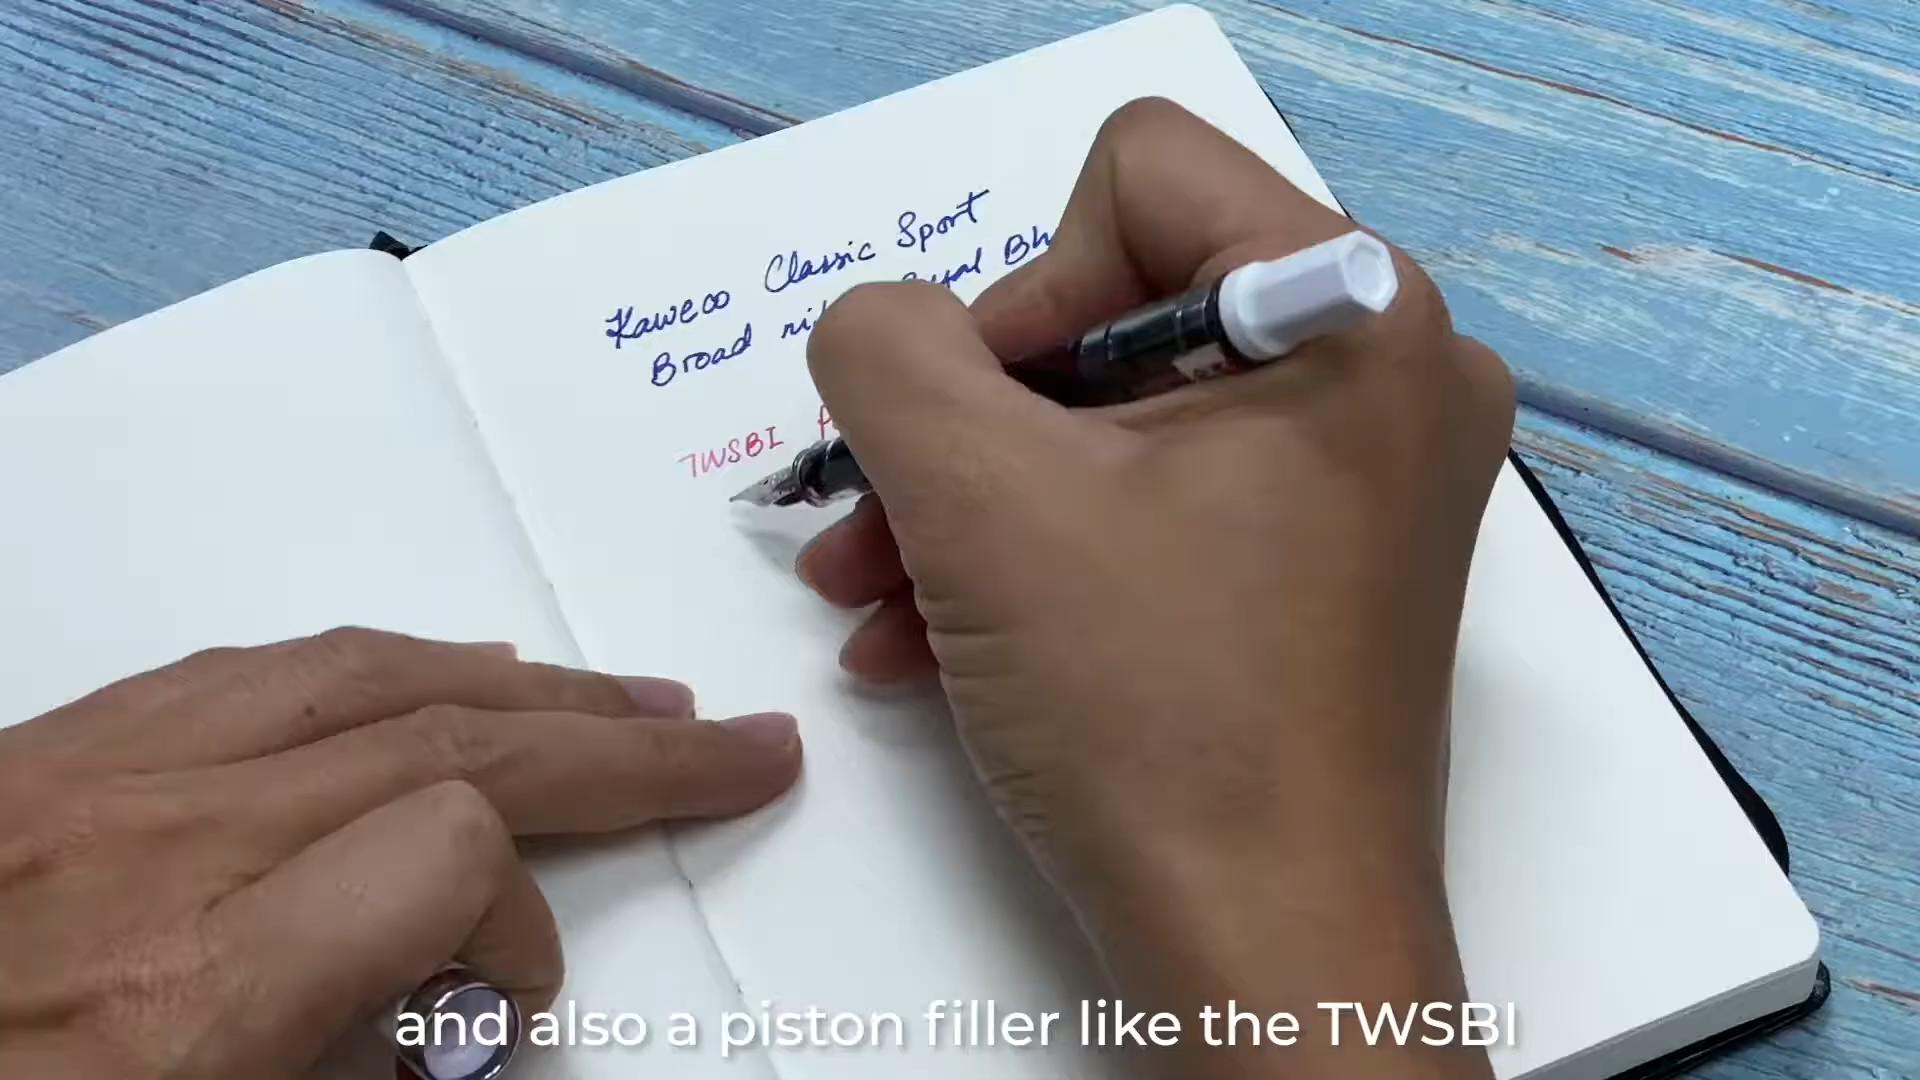 Kaweco Classic Sport
Broad
TWSBI
and also a piston filler like the TWSBI